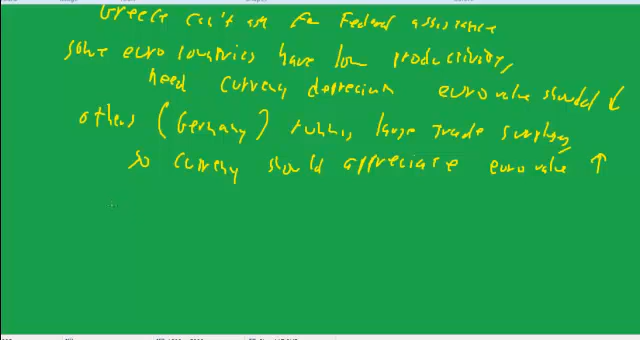 Greece can't ask for Federal assistance
some euro countries have low productivity,
need currency depreciation euro value should ↓
others (Germany) running large trade surpluses
so currency should appreciate euro value ↑